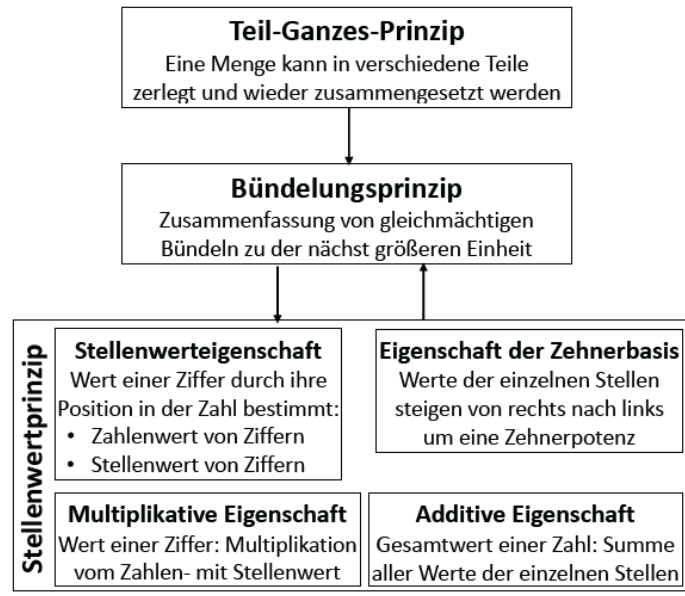 Teil-Ganzes-Prinzip
Eine Menge kann in verschiedene Teile
zerlegt und wieder zusammengesetzt werden
Bündelungsprinzip
Zusammenfassung von gleichmächtigen
Bündeln zu der nächst größeren Einheit
Stellenwertprinzip
Stellenwerteigenschaft
Wert einer Ziffer durch ihre
Position in der Zahl bestimmt:
• Zahlenwert von Ziffern
• Stellenwert von Ziffern
Eigenschaft der Zehnerbasis
Werte der einzelnen Stellen
steigen von rechts nach links
um eine Zehnerpotenz
Multiplikative Eigenschaft
Wert einer Ziffer: Multiplikation
vom Zahlen- mit Stellenwert
Additive Eigenschaft
Gesamtwert einer Zahl: Summe
aller Werte der einzelnen Stellen